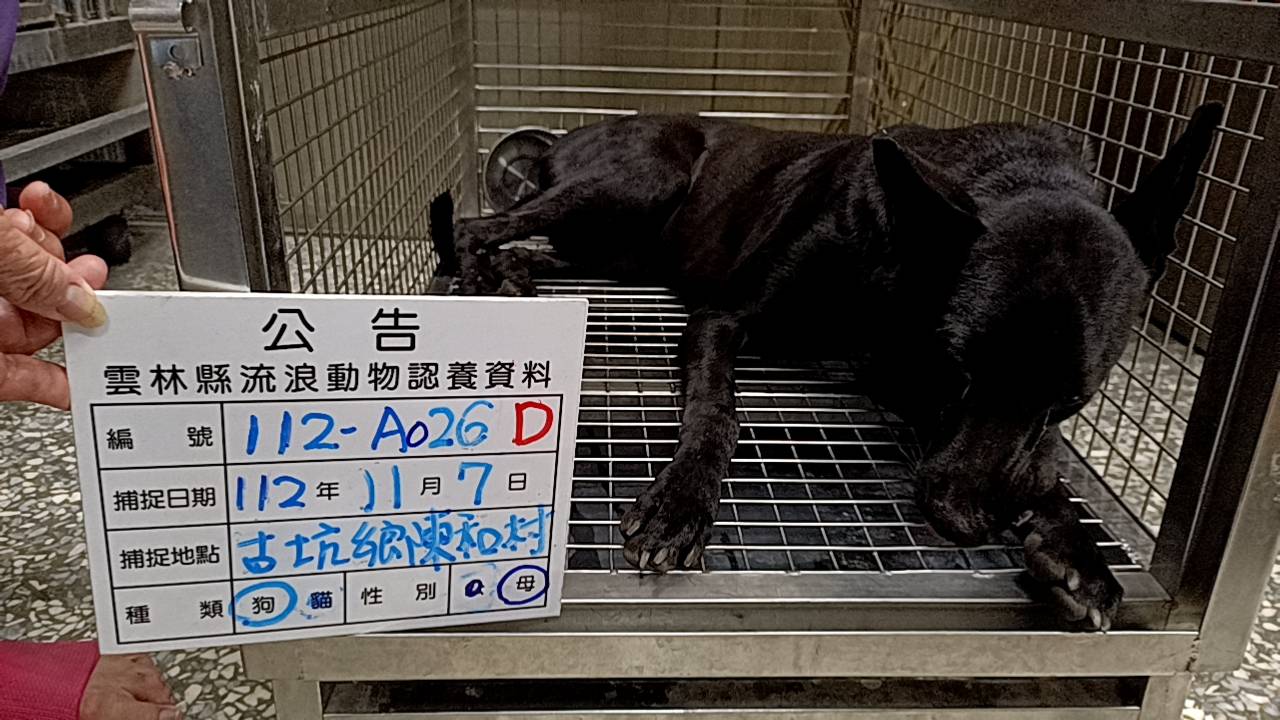 公告
雲林縣流浪動物認養資料
編號 112-A026 D
捕捉日期 112年11月7日
捕捉地點 古坑鄉東和村
種類 狗 貓 性別 母